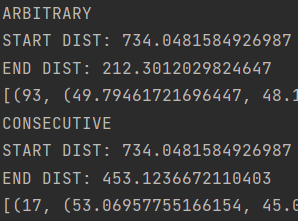 ARBITRARY
START DIST: 734.0481584926987
END DIST: 212.3012029824647
[(93, (49.79461721696447, 48.1
CONSECUTIVE
START DIST: 734.0481584926987
END DIST: 453.1236672110403
[(17, (53.06957755166154, 45.0